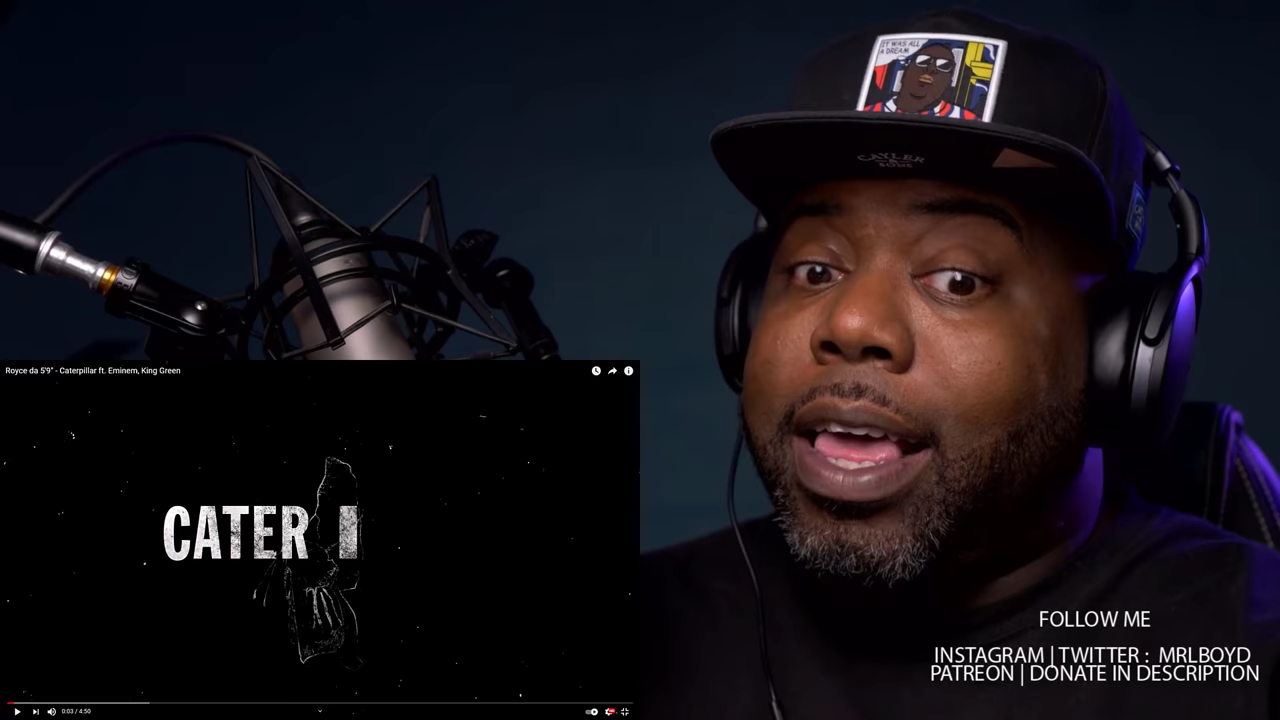 IT WAS ALL
A DREAM
CAYLER
& SONS
Royce da 5'9" - Caterpillar ft. Eminem, King Green
CATER I
0:03 / 4:50
FOLLOW ME
INSTAGRAM | TWITTER : MRLBOYD
PATREON | DONATE IN DESCRIPTION